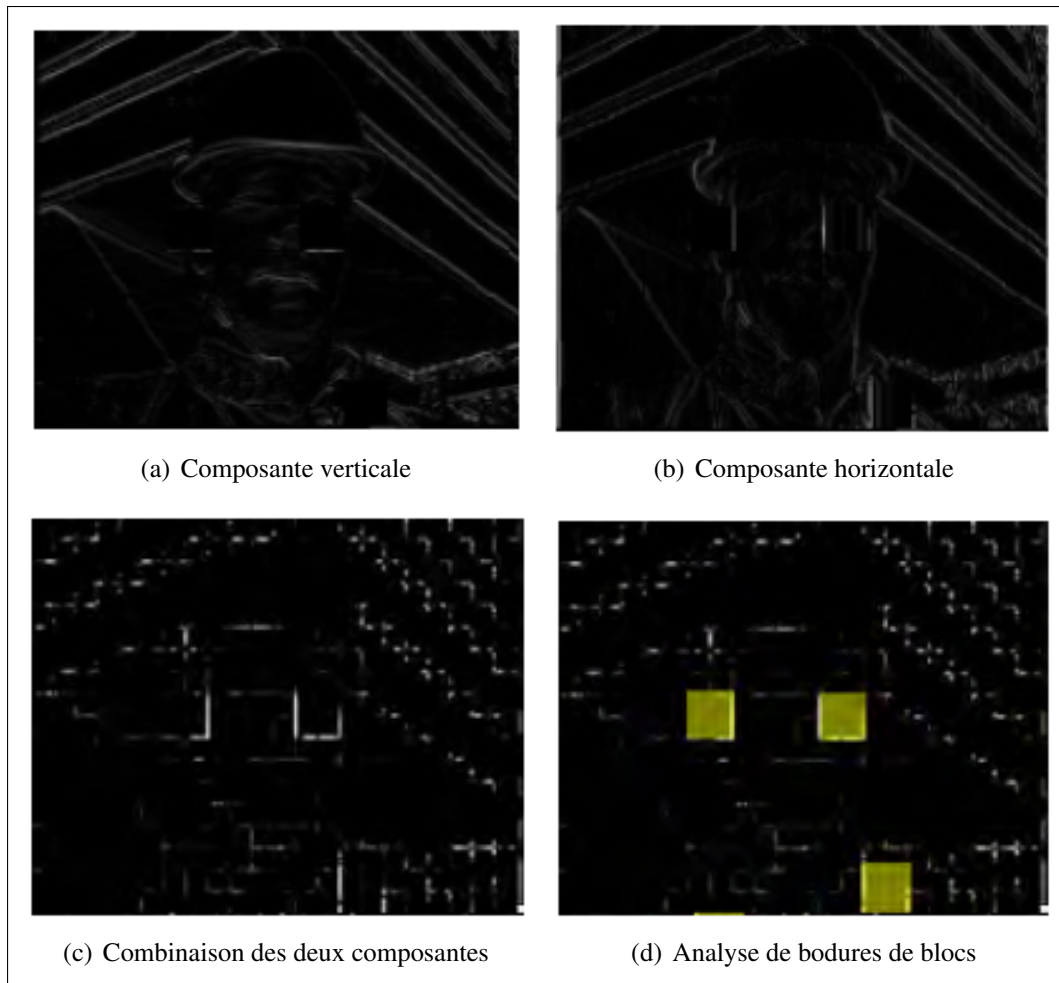 (a) Composante verticale
(b) Composante horizontale
(c) Combinaison des deux composantes
(d) Analyse de bodures de blocs